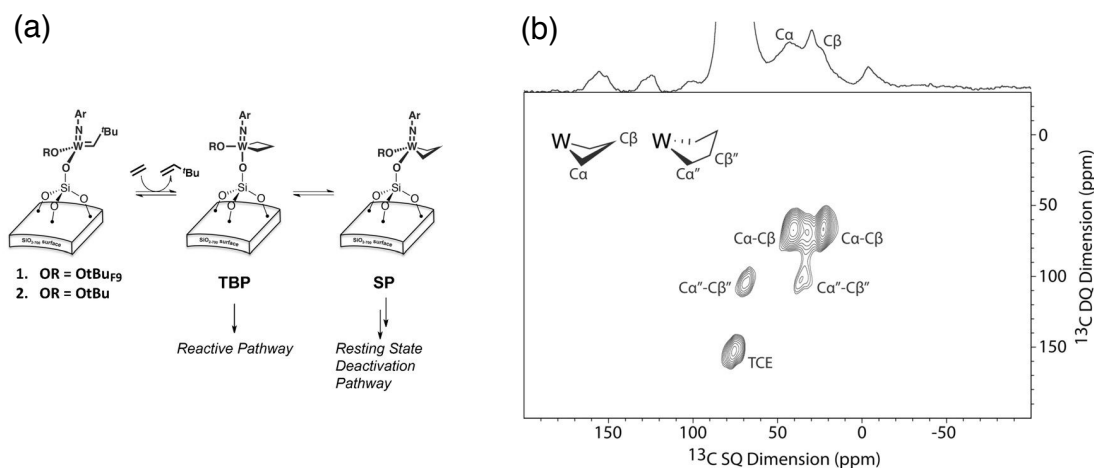 (a)
Ar
N
RO
W
tBu
O
Si
O
O
O
SiO2-700 surface
1. OR = OtBuF9
2. OR = OtBu
tBu
Ar
N
RO
W
O
Si
O
O
O
SiO2-700 surface
TBP
Reactive Pathway
Ar
N
RO
W
O
Si
O
O
O
SiO2-700 surface
SP
Resting State
Deactivation
Pathway
(b)
Cα
Cβ
W
Cβ
Cα
W
Cβ"
Cα"
Cα-Cβ
Cα-Cβ
Cα"-Cβ"
Cα"-Cβ"
TCE
0
50
100
150
13C DQ Dimension (ppm)
150 100 50 0 -50
13C SQ Dimension (ppm)